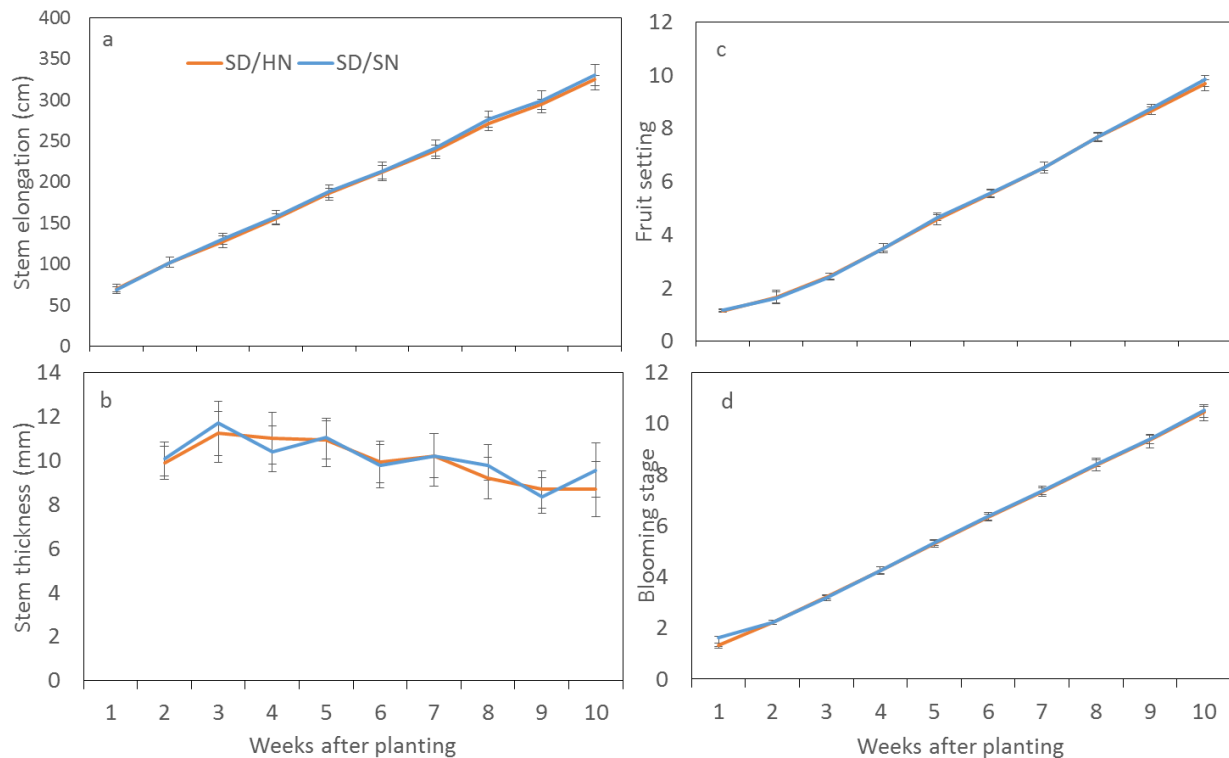 a
SD/HN SD/SN
Stem elongation (cm)
400
350
300
250
200
150
100
50
0
c
Fruit setting
12
10
8
6
4
2
0
b
Stem thickness (mm)
14
12
10
8
6
4
2
0
1 2 3 4 5 6 7 8 9 10
Weeks after planting
d
Blooming stage
12
10
8
6
4
2
0
1 2 3 4 5 6 7 8 9 10
Weeks after planting